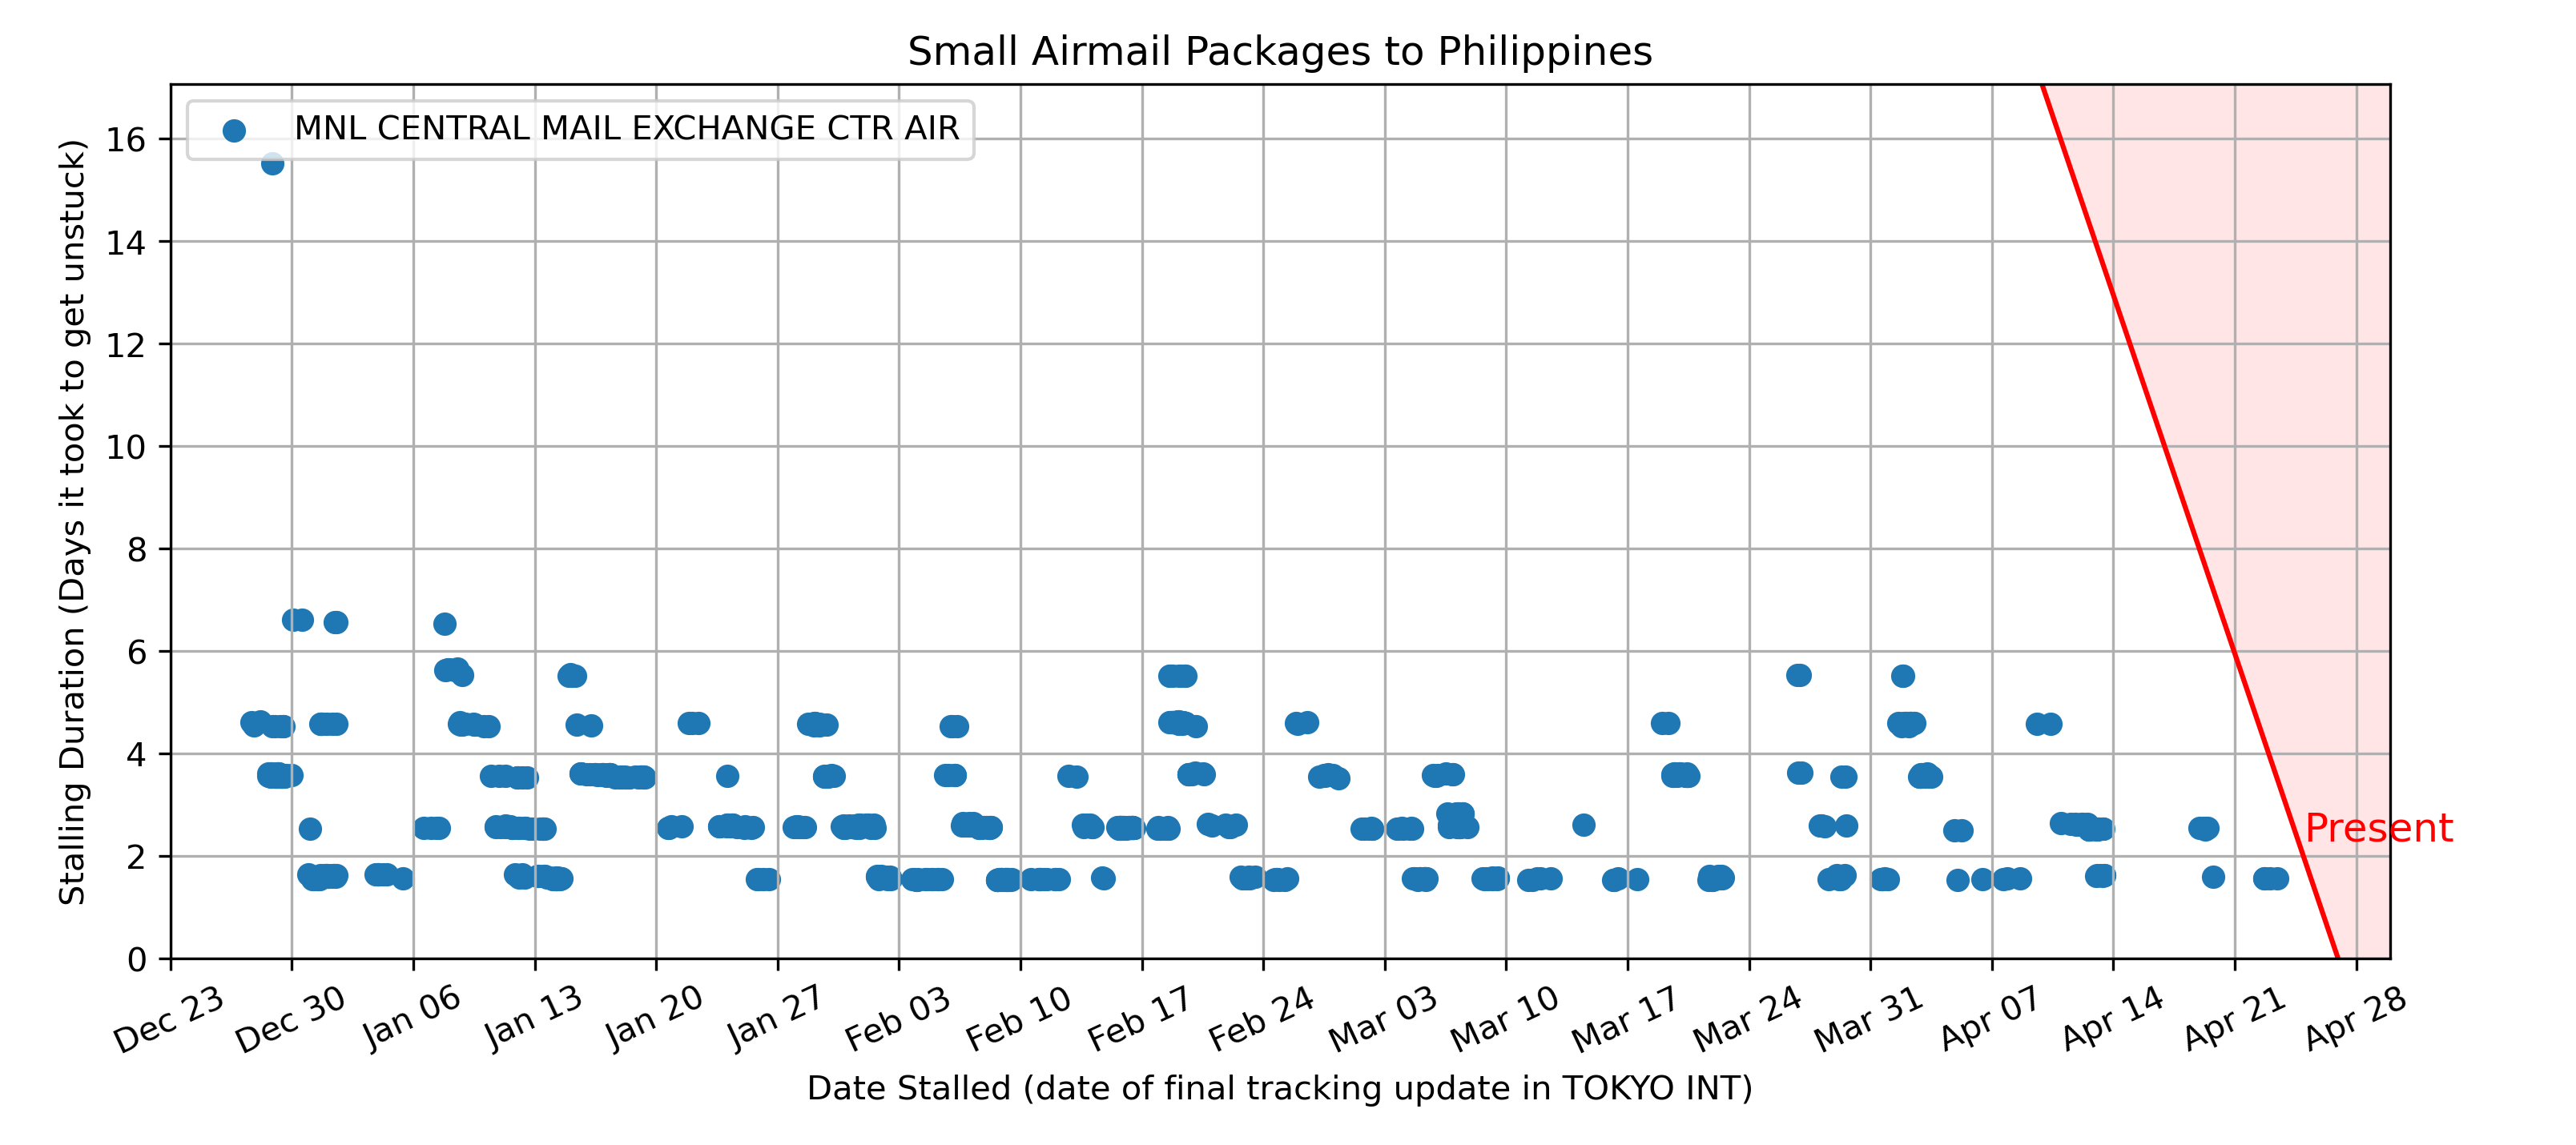 Small Airmail Packages to Philippines
MNL CENTRAL MAIL EXCHANGE CTR AIR
Stalling Duration (Days it took to get unstuck)
16
14
12
10
8
6
4
2
0
Present
Dec 23 Dec 30 Jan 06 Jan 13 Jan 20 Jan 27 Feb 03 Feb 10 Feb 17 Feb 24 Mar 03 Mar 10 Mar 17 Mar 24 Mar 31 Apr 07 Apr 14 Apr 21 Apr 28
Date Stalled (date of final tracking update in TOKYO INT)